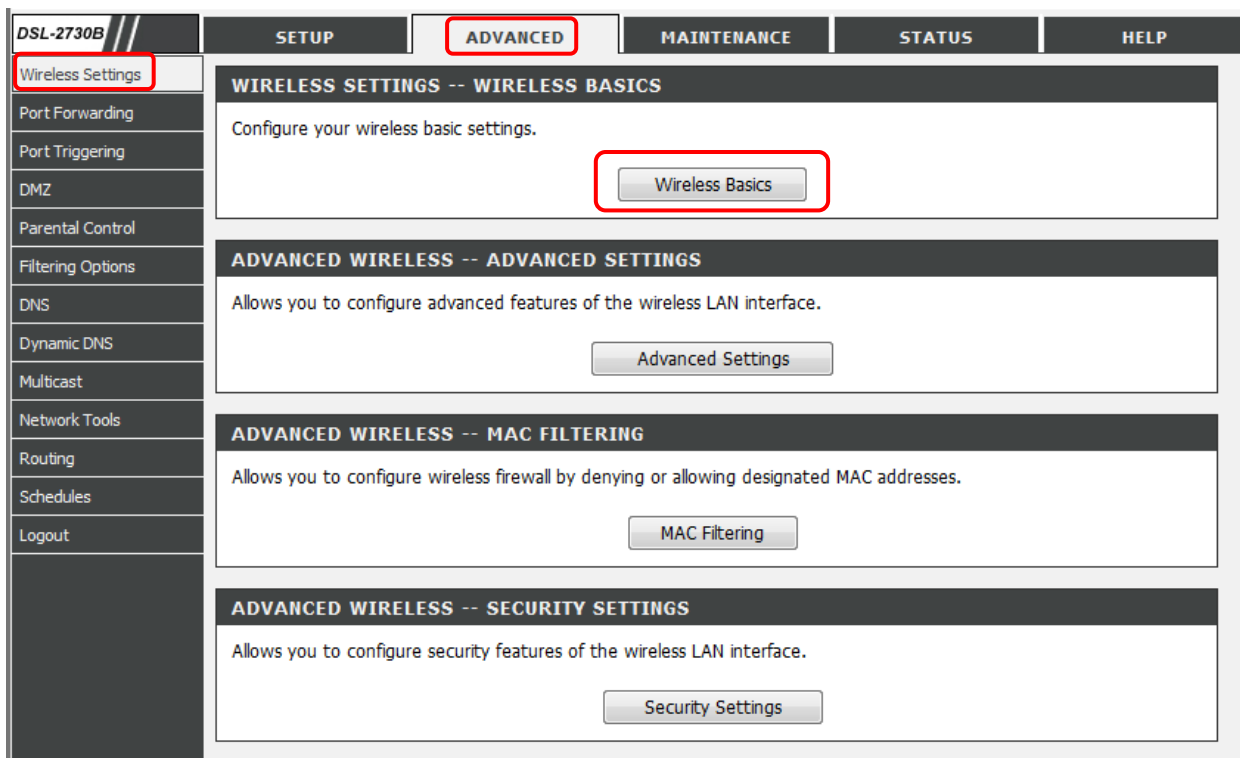 DSL-2730B
SETUP
ADVANCED
MAINTENANCE
STATUS
HELP
Wireless Settings
Port Forwarding
Port Triggering
DMZ
Parental Control
Filtering Options
DNS
Dynamic DNS
Multicast
Network Tools
Routing
Schedules
Logout
WIRELESS SETTINGS -- WIRELESS BASICS
Configure your wireless basic settings.
Wireless Basics
ADVANCED WIRELESS -- ADVANCED SETTINGS
Allows you to configure advanced features of the wireless LAN interface.
Advanced Settings
ADVANCED WIRELESS -- MAC FILTERING
Allows you to configure wireless firewall by denying or allowing designated MAC addresses.
MAC Filtering
ADVANCED WIRELESS -- SECURITY SETTINGS
Allows you to configure security features of the wireless LAN interface.
Security Settings